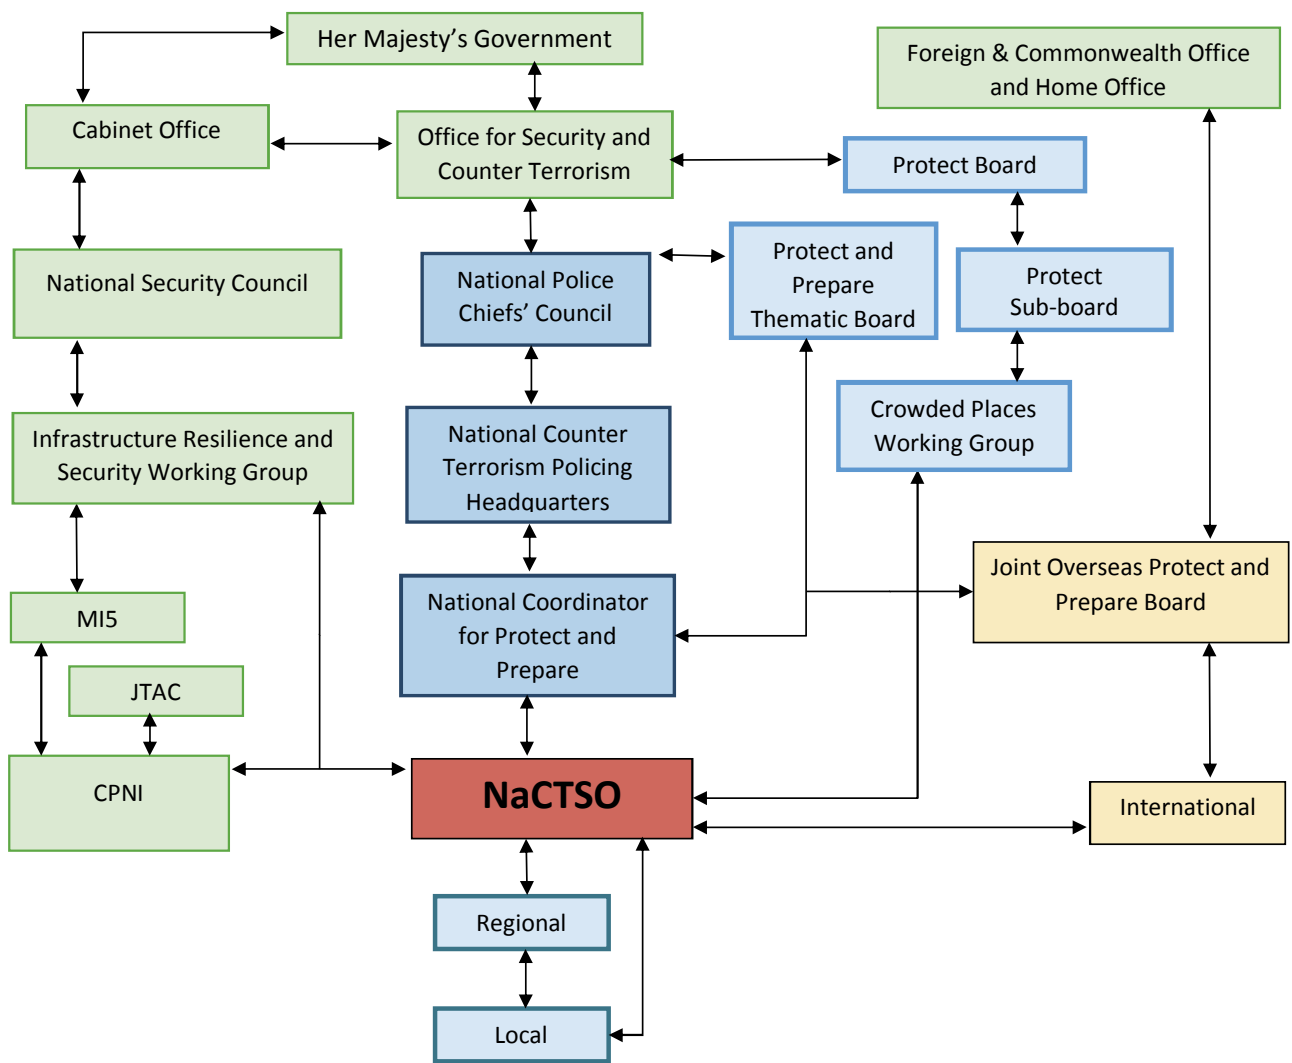 Her Majesty’s Government
Foreign & Commonwealth Office
and Home Office
Cabinet Office
Office for Security and
Counter Terrorism
Protect Board
National Security Council
National Police
Chiefs’ Council
Protect and
Prepare
Thematic Board
Protect
Sub-board
Infrastructure Resilience and
Security Working Group
National Counter
Terrorism Policing
Headquarters
Crowded Places
Working Group
MI5
National Coordinator
for Protect and
Prepare
Joint Overseas Protect and
Prepare Board
JTAC
CPNI
NaCTSO
International
Regional
Local